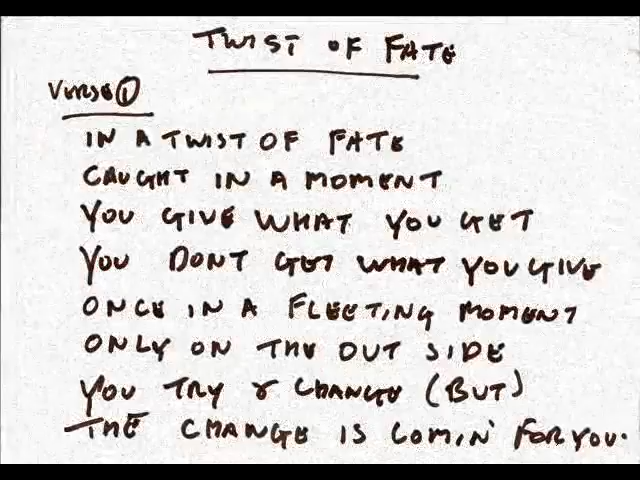 TWIST OF FATE
VERSE ①
IN A TWIST OF FATE
CAUGHT IN A MOMENT
YOU GIVE WHAT YOU GET
YOU DONT GET WHAT YOU GIVE
ONCE IN A FLEETING MOMENT
ONLY ON THE OUT SIDE
YOU TRY & CHANGE (BUT)
THE CHANGE IS COMIN' FOR YOU.